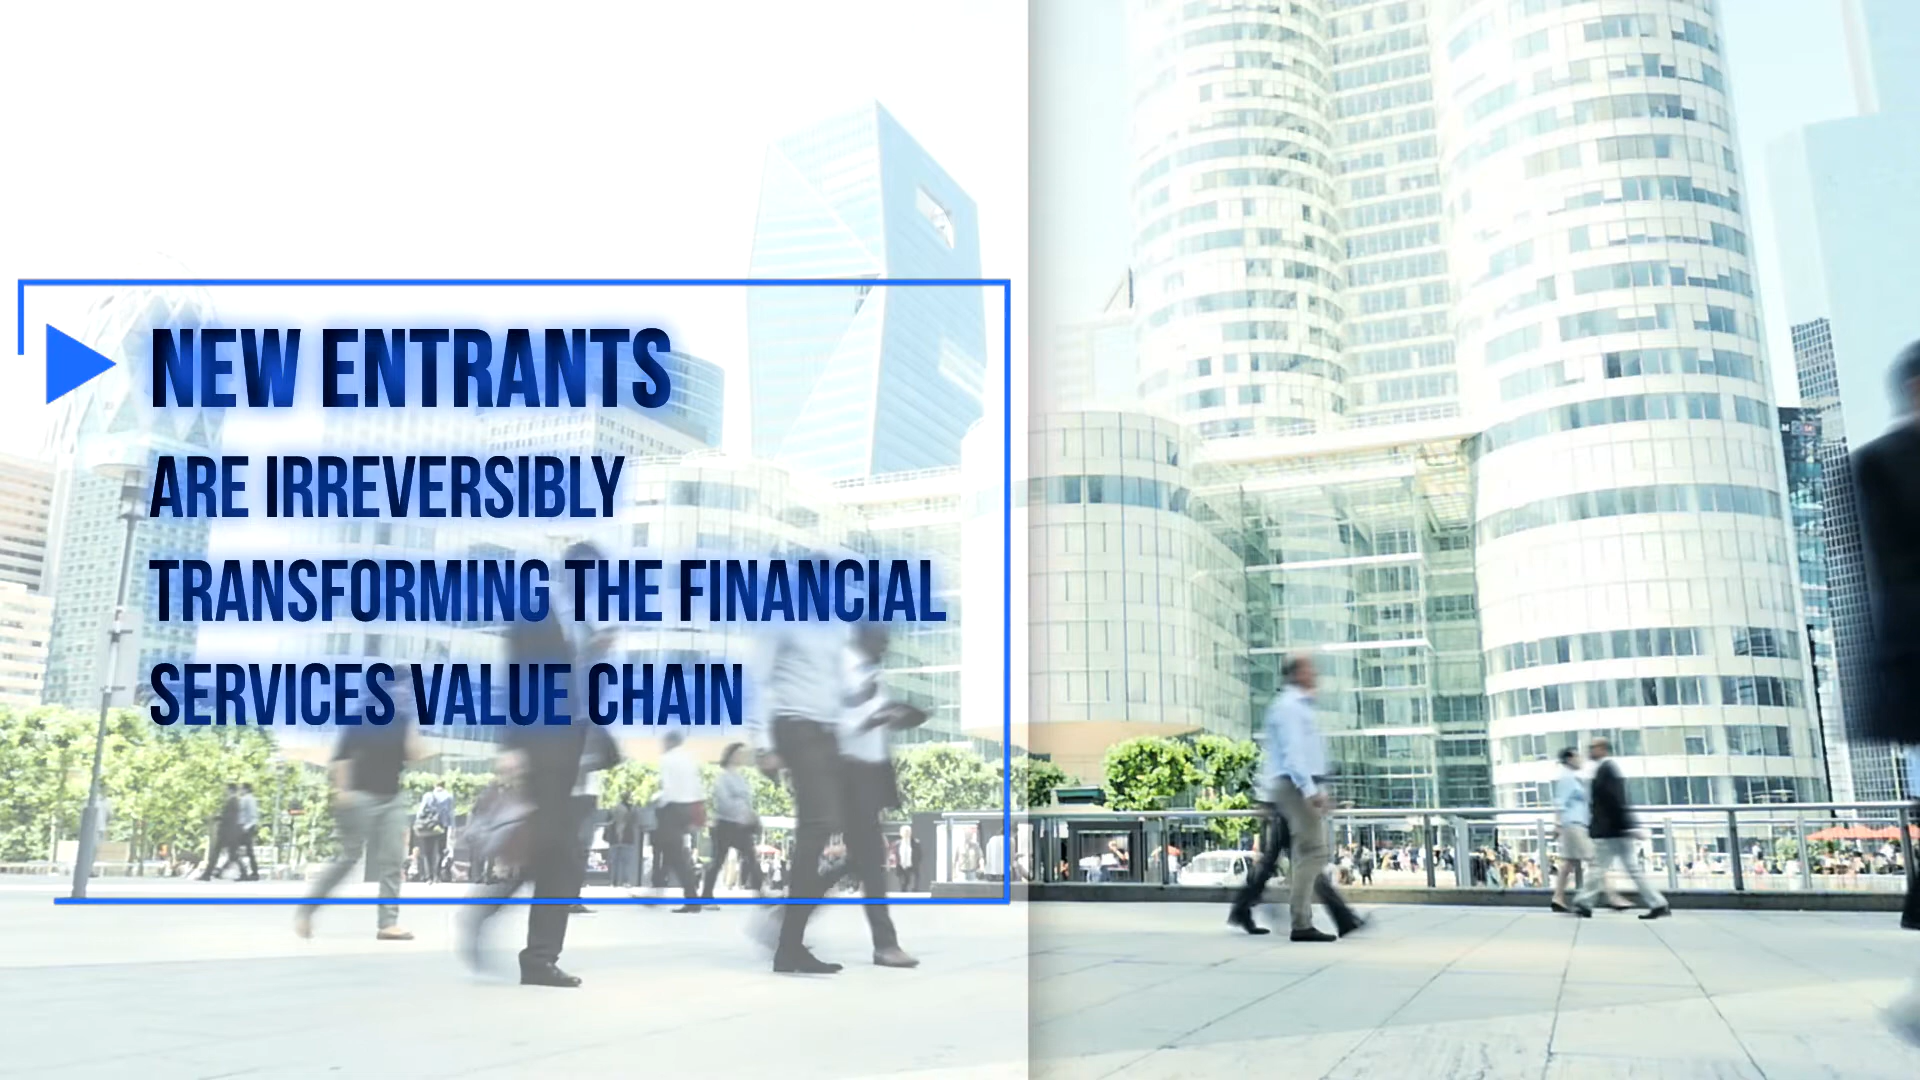 NEW ENTRANTS
ARE IRREVERSIBLY
TRANSFORMING THE FINANCIAL
SERVICES VALUE CHAIN